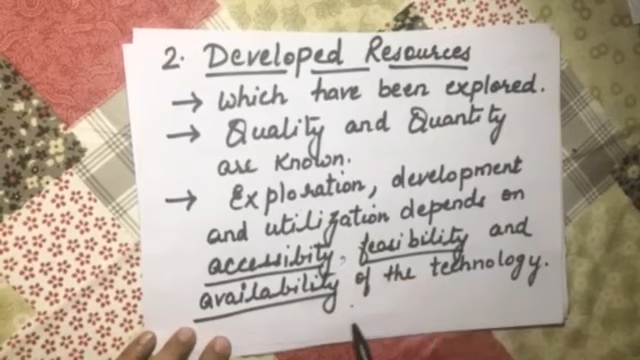 2. Developed Resources
→ Which have been explored.
→ Quality and Quantity
are known.
→ Exploration, development
and utilization depends on
accessibity, feasibility and
availability of the technology.